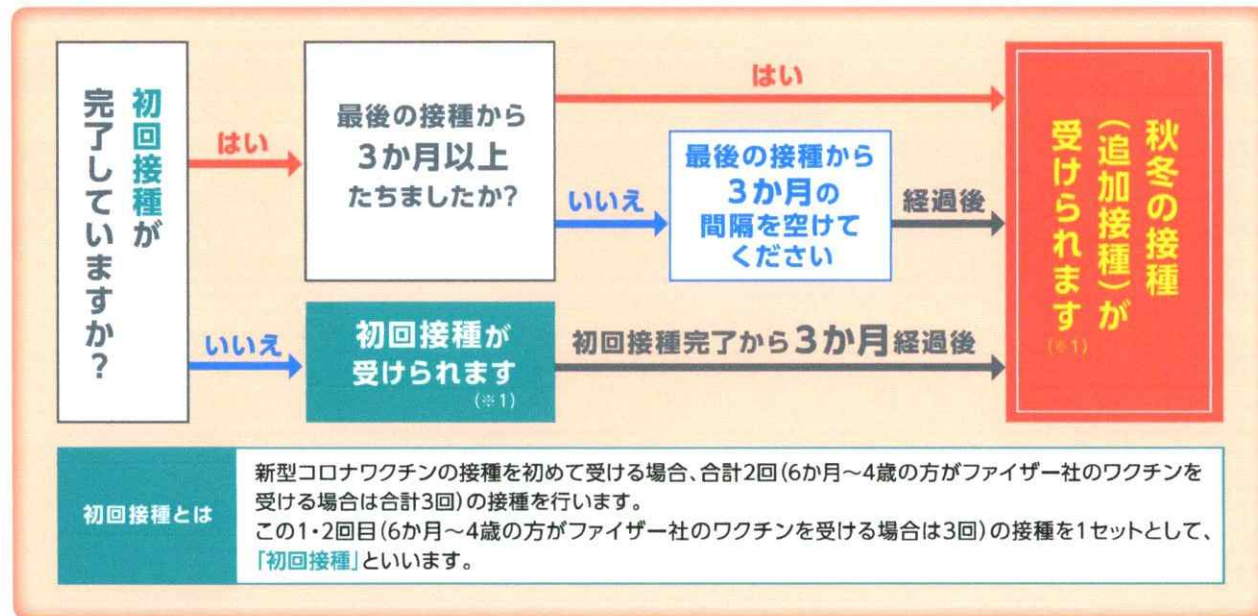 初回接種が
完了していますか？
はい
最後の接種から
3か月以上
たちましたか？
はい
いいえ
最後の接種から
3か月の
間隔を空けて
ください
経過後
いいえ
初回接種が
受けられます
(※1)
初回接種完了から3か月経過後
秋冬の接種
（追加接種）が
受けられます
(※1)
初回接種とは
新型コロナワクチンの接種を初めて受ける場合、合計2回（6か月～4歳の方がファイザー社のワクチンを
受ける場合は合計3回）の接種を行います。
この1・2回目（6か月～4歳の方がファイザー社のワクチンを受ける場合は3回）の接種を1セットとして、
「初回接種」といいます。